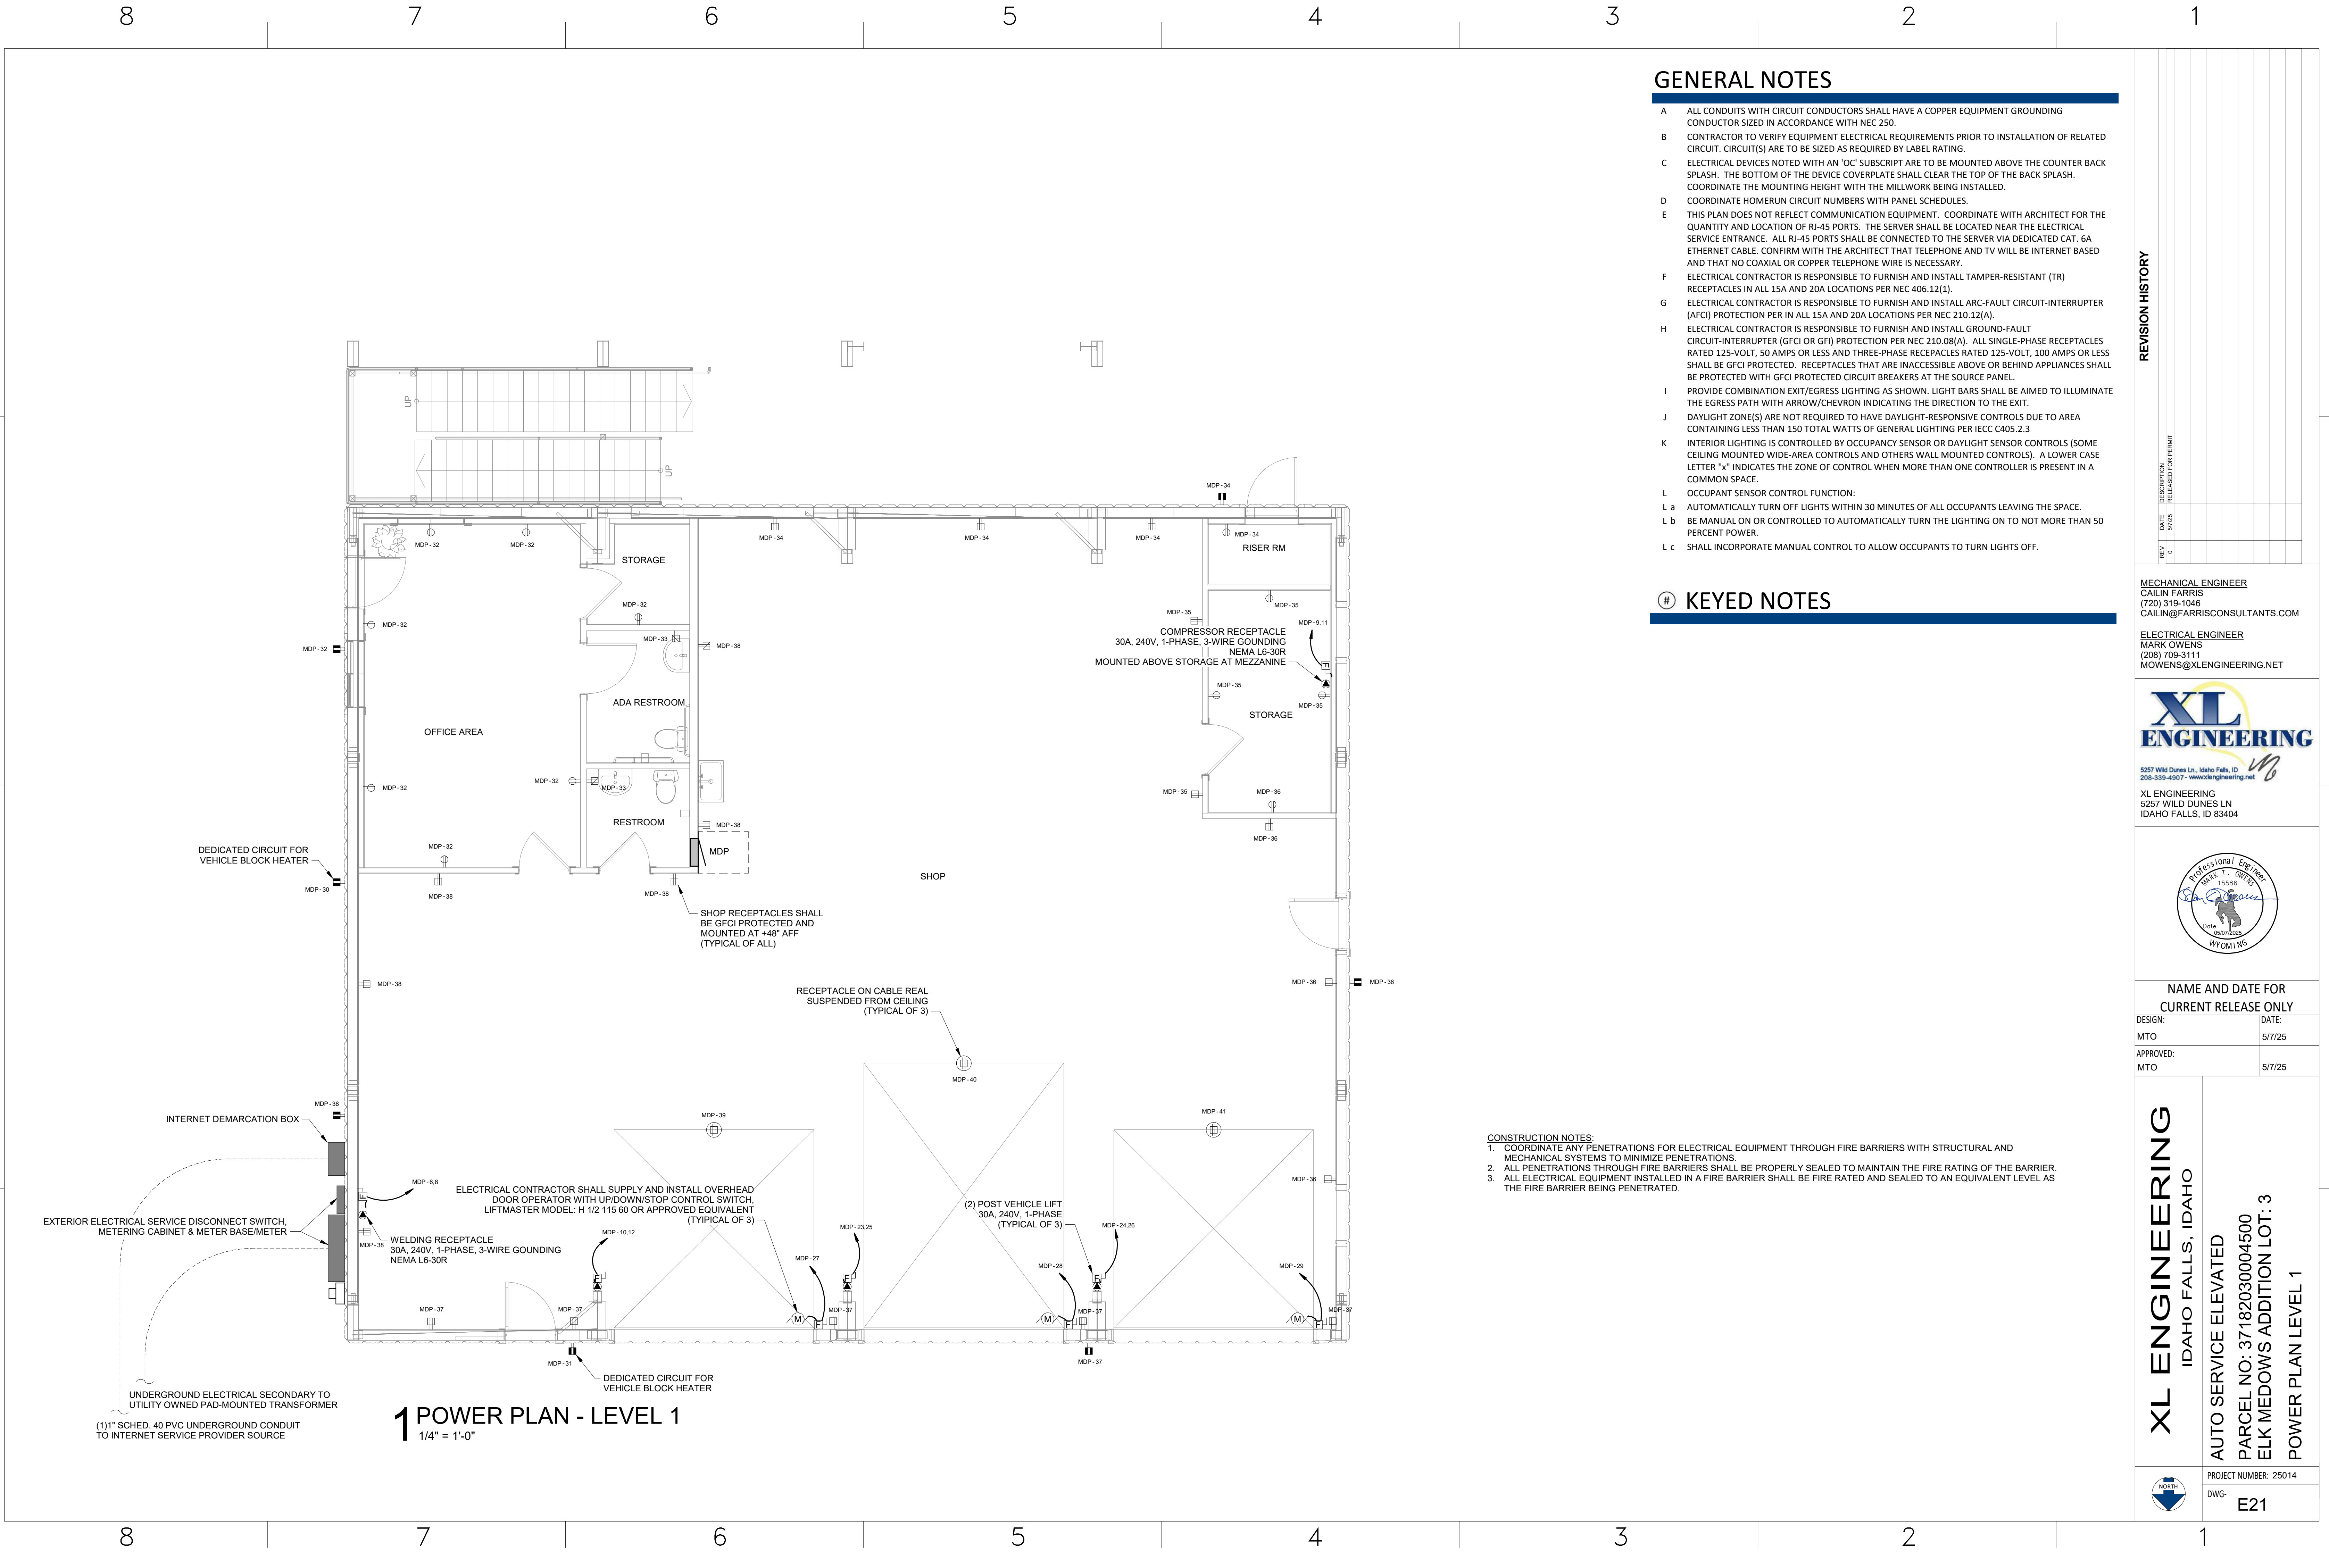 8 7 6 5 4 3 2 1
GENERAL NOTES
A ALL CONDUITS WITH CIRCUIT CONDUCTORS SHALL HAVE A COPPER EQUIPMENT GROUNDING
CONDUCTOR SIZED IN ACCORDANCE WITH NEC 250.
B CONTRACTOR TO VERIFY EQUIPMENT ELECTRICAL REQUIREMENTS PRIOR TO INSTALLATION OF RELATED
CIRCUIT. CIRCUIT(S) ARE TO BE SIZED AS REQUIRED BY LABEL RATING.
C ELECTRICAL DEVICES NOTED WITH AN 'OC' SUBSCRIPT ARE TO BE MOUNTED ABOVE THE COUNTER BACK
SPLASH. THE BOTTOM OF THE DEVICE COVERPLATE SHALL CLEAR THE TOP OF THE BACK SPLASH.
COORDINATE THE MOUNTING HEIGHT WITH THE MILLWORK BEING INSTALLED.
D COORDINATE HOMERUN CIRCUIT NUMBERS WITH PANEL SCHEDULES.
E THIS PLAN DOES NOT REFLECT COMMUNICATION EQUIPMENT. COORDINATE WITH ARCHITECT FOR THE
QUANTITY AND LOCATION OF RJ-45 PORTS. THE SERVER SHALL BE LOCATED NEAR THE ELECTRICAL
SERVICE ENTRANCE. ALL RJ-45 PORTS SHALL BE CONNECTED TO THE SERVER VIA DEDICATED CAT. 6A
ETHERNET CABLE. CONFIRM WITH THE ARCHITECT THAT TELEPHONE AND TV WILL BE INTERNET BASED
AND THAT NO COAXIAL OR COPPER TELEPHONE WIRE IS NECESSARY.
F ELECTRICAL CONTRACTOR IS RESPONSIBLE TO FURNISH AND INSTALL TAMPER-RESISTANT (TR)
RECEPTACLES IN ALL 15A AND 20A LOCATIONS PER NEC 406.12(1).
G ELECTRICAL CONTRACTOR IS RESPONSIBLE TO FURNISH AND INSTALL ARC-FAULT CIRCUIT-INTERRUPTER
(AFCI) PROTECTION PER IN ALL 15A AND 20A LOCATIONS PER NEC 210.12(A).
H ELECTRICAL CONTRACTOR IS RESPONSIBLE TO FURNISH AND INSTALL GROUND-FAULT
CIRCUIT-INTERRUPTER (GFCI OR GFI) PROTECTION PER NEC 210.08(A). ALL SINGLE-PHASE RECEPTACLES
RATED 125-VOLT, 50 AMPS OR LESS AND THREE-PHASE RECEPACLES RATED 125-VOLT, 100 AMPS OR LESS
SHALL BE GFCI PROTECTED. RECEPTACLES THAT ARE INACCESSIBLE ABOVE OR BEHIND APPLIANCES SHALL
BE PROTECTED WITH GFCI PROTECTED CIRCUIT BREAKERS AT THE SOURCE PANEL.
I PROVIDE COMBINATION EXIT/EGRESS LIGHTING AS SHOWN. LIGHT BARS SHALL BE AIMED TO ILLUMINATE
THE EGRESS PATH WITH ARROW/CHEVRON INDICATING THE DIRECTION TO THE EXIT.
J DAYLIGHT ZONE(S) ARE NOT REQUIRED TO HAVE DAYLIGHT-RESPONSIVE CONTROLS DUE TO AREA
CONTAINING LESS THAN 150 TOTAL WATTS OF GENERAL LIGHTING PER IECC C405.2.3
K INTERIOR LIGHTING IS CONTROLLED BY OCCUPANCY SENSOR OR DAYLIGHT SENSOR CONTROLS (SOME
CEILING MOUNTED WIDE-AREA CONTROLS AND OTHERS WALL MOUNTED CONTROLS). A LOWER CASE
LETTER "x" INDICATES THE ZONE OF CONTROL WHEN MORE THAN ONE CONTROLLER IS PRESENT IN A
COMMON SPACE.
L OCCUPANT SENSOR CONTROL FUNCTION:
L a AUTOMATICALLY TURN OFF LIGHTS WITHIN 30 MINUTES OF ALL OCCUPANTS LEAVING THE SPACE.
L b BE MANUAL ON OR CONTROLLED TO AUTOMATICALLY TURN THE LIGHTING ON TO NOT MORE THAN 50
PERCENT POWER.
L c SHALL INCORPORATE MANUAL CONTROL TO ALLOW OCCUPANTS TO TURN LIGHTS OFF.
# KEYED NOTES
UP
UP
MDP-34
MDP-32 MDP-32
MDP-34 MDP-34 MDP-34 MDP-34
RISER RM
STORAGE
MDP-32
MDP-35
MDP-35
MDP-32
MDP-9,11
COMPRESSOR RECEPTACLE
30A, 240V, 1-PHASE, 3-WIRE GOUNDING
NEMA L6-30R
MOUNTED ABOVE STORAGE AT MEZZANINE
MDP-33
MDP-38
MDP-32
MDP-35
MDP-35
STORAGE
ADA RESTROOM
OFFICE AREA
MDP-32
MDP-32
MDP-33
MDP-35
MDP-36
RESTROOM
MDP-38
MDP-36
MDP
MDP-32
DEDICATED CIRCUIT FOR
VEHICLE BLOCK HEATER
MDP-30
MDP-38
MDP-38
SHOP
SHOP RECEPTACLES SHALL
BE GFCI PROTECTED AND
MOUNTED AT +48" AFF
(TYPICAL OF ALL)
MDP-38
MDP-36
MDP-36
RECEPTACLE ON CABLE REAL
SUSPENDED FROM CEILING
(TYPICAL OF 3)
MDP-40
MDP-38
INTERNET DEMARCATION BOX
MDP-39
MDP-41
MDP-36
MDP-6,8
ELECTRICAL CONTRACTOR SHALL SUPPLY AND INSTALL OVERHEAD
DOOR OPERATOR WITH UP/DOWN/STOP CONTROL SWITCH,
LIFTMASTER MODEL: H 1/2 115 60 OR APPROVED EQUIVALENT
(TYIPICAL OF 3)
(2) POST VEHICLE LIFT
30A, 240V, 1-PHASE
(TYPICAL OF 3)
EXTERIOR ELECTRICAL SERVICE DISCONNECT SWITCH,
METERING CABINET & METER BASE/METER
MDP-38
WELDING RECEPTACLE
30A, 240V, 1-PHASE, 3-WIRE GOUNDING
NEMA L6-30R
MDP-10,12
MDP-23,25
MDP-24,26
MDP-27
MDP-28
MDP-29
F F F F F F F F
M M M
MDP-37 MDP-37 MDP-37 MDP-37 MDP-37
MDP-31
MDP-37
DEDICATED CIRCUIT FOR
VEHICLE BLOCK HEATER
UNDERGROUND ELECTRICAL SECONDARY TO
UTILITY OWNED PAD-MOUNTED TRANSFORMER
(1)1" SCHED. 40 PVC UNDERGROUND CONDUIT
TO INTERNET SERVICE PROVIDER SOURCE
1 POWER PLAN - LEVEL 1
1/4" = 1'-0"
CONSTRUCTION NOTES:
1. COORDINATE ANY PENETRATIONS FOR ELECTRICAL EQUIPMENT THROUGH FIRE BARRIERS WITH STRUCTURAL AND
MECHANICAL SYSTEMS TO MINIMIZE PENETRATIONS.
2. ALL PENETRATIONS THROUGH FIRE BARRIERS SHALL BE PROPERLY SEALED TO MAINTAIN THE FIRE RATING OF THE BARRIER.
3. ALL ELECTRICAL EQUIPMENT INSTALLED IN A FIRE BARRIER SHALL BE FIRE RATED AND SEALED TO AN EQUIVALENT LEVEL AS
THE FIRE BARRIER BEING PENETRATED.
REVISION HISTORY
REV DATE DESCRIPTION
0 5/7/25 RELEASED FOR PERMIT
MECHANICAL ENGINEER
CAILIN FARRIS
(720) 319-1046
CAILIN@FARRISCONSULTANTS.COM
ELECTRICAL ENGINEER
MARK OWENS
(208) 709-3111
MOWENS@XLENGINEERING.NET
XL
ENGINEERING
5257 Wild Dunes Ln., Idaho Falls, ID
208-339-4907 - www.xlengineering.net
XL ENGINEERING
5257 WILD DUNES LN
IDAHO FALLS, ID 83404
Professional Engineer
MARK T. OWENS
15586
Date
05/07/2025
WYOMING
NAME AND DATE FOR
CURRENT RELEASE ONLY
DESIGN: DATE:
MTO 5/7/25
APPROVED:
MTO 5/7/25
XL ENGINEERING
IDAHO FALLS, IDAHO
AUTO SERVICE ELEVATED
PARCEL NO: 37182030004500
ELK MEDOWS ADDITION LOT: 3
POWER PLAN LEVEL 1
NORTH
PROJECT NUMBER: 25014
DWG- E21
8 7 6 5 4 3 2 1